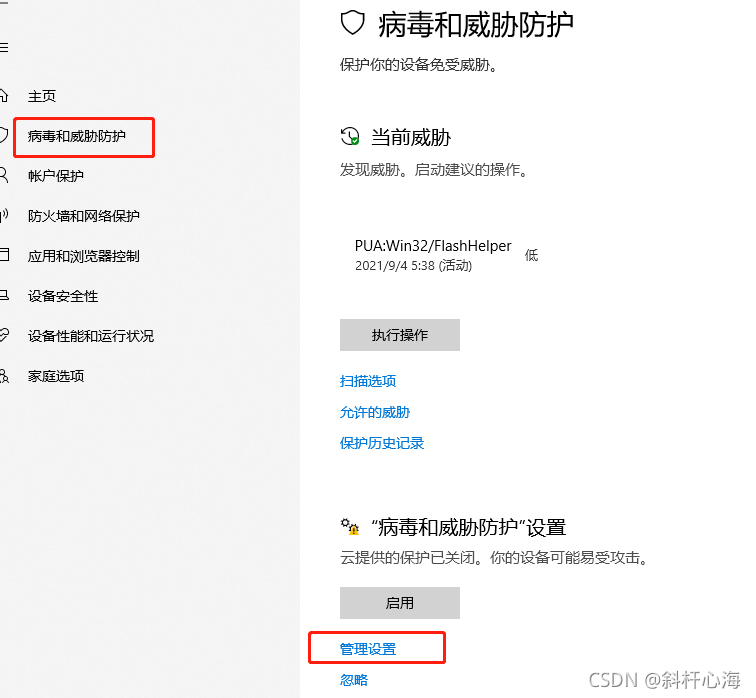 病毒和威胁防护
保护你的设备免受威胁。
主页
病毒和威胁防护
帐户保护
防火墙和网络保护
应用和浏览器控制
设备安全性
设备性能和运行状况
家庭选项
当前威胁
发现威胁。启动建议的操作。
PUA:Win32/FlashHelper
2021/9/4 5:38 (活动)
低
执行操作
扫描选项
允许的威胁
保护历史记录
“病毒和威胁防护”设置
云提供的保护已关闭。你的设备可能易受攻击。
启用
管理设置
忽略
CSDN @斜杆心海